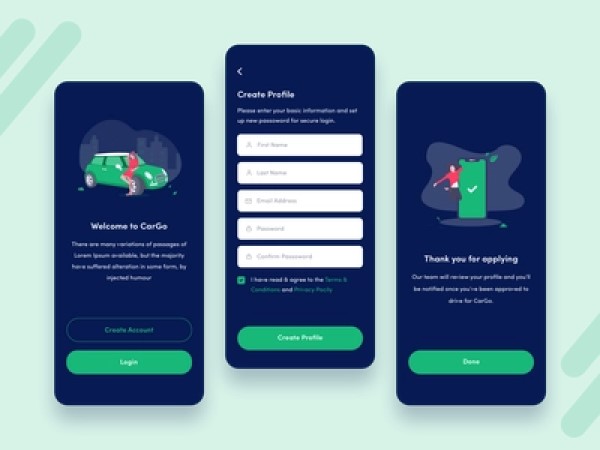 Welcome to CarGo
There are many variations of passages of
Lorem Ipsum available, but the majority
have suffered alteration in some form, by
injected humour
Create Account
Login
Create Profile
Please enter your basic information and set
up new password for secure login.
First Name
Last Name
Email Address
Password
Confirm Password
I have read & agree to the Terms &
Conditions and Privacy Pocily
Create Profile
Thank you for applying
Our team will review your profile and you'll
be notified once you're been approved to
drive for CarGo.
Done